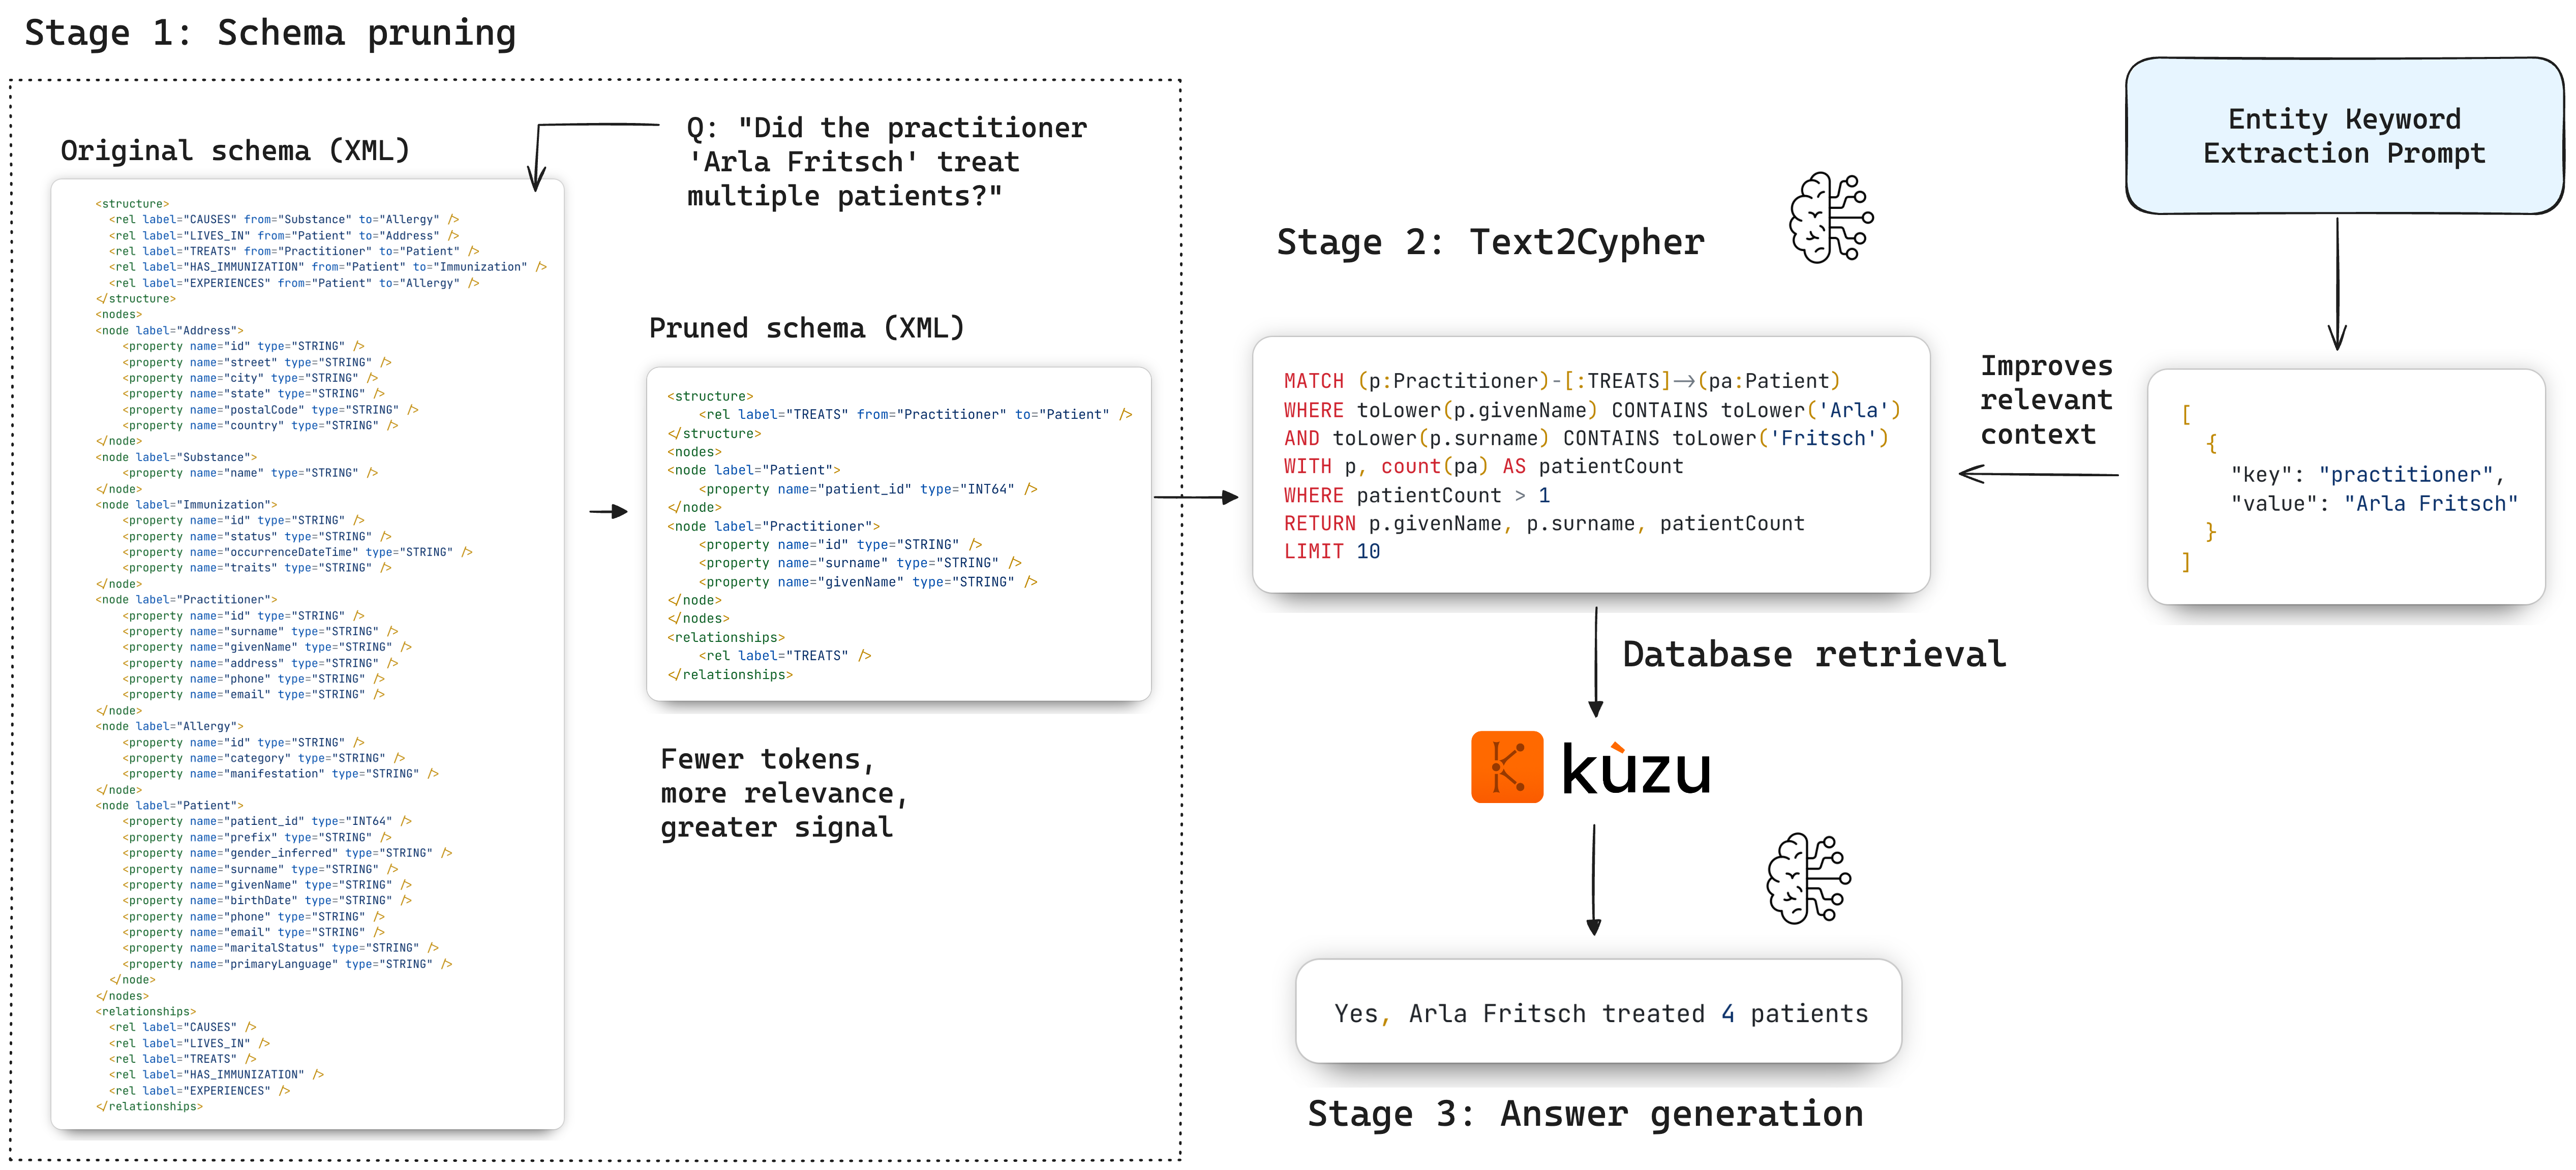 Stage 1: Schema pruning
Original schema (XML)
Q: "Did the practitioner
'Arla Fritsch' treat
multiple patients?"
<structure>
<rel label="CAUSES" from="Substance" to="Allergy" />
<rel label="LIVES_IN" from="Patient" to="Address" />
<rel label="TREATS" from="Practitioner" to="Patient" />
<rel label="HAS_IMMUNIZATION" from="Patient" to="Immunization" />
<rel label="EXPERIENCES" from="Patient" to="Allergy" />
</structure>
<nodes>
<node label="Address">
<property name="id" type="STRING" />
<property name="street" type="STRING" />
<property name="city" type="STRING" />
<property name="state" type="STRING" />
<property name="postalCode" type="STRING" />
<property name="country" type="STRING" />
</node>
<node label="Substance">
<property name="name" type="STRING" />
</node>
<node label="Immunization">
<property name="id" type="STRING" />
<property name="status" type="STRING" />
<property name="occurrenceDateTime" type="STRING" />
<property name="traits" type="STRING" />
</node>
<node label="Practitioner">
<property name="id" type="STRING" />
<property name="surname" type="STRING" />
<property name="givenName" type="STRING" />
<property name="address" type="STRING" />
<property name="phone" type="STRING" />
<property name="email" type="STRING" />
</node>
<node label="Allergy">
<property name="id" type="STRING" />
<property name="category" type="STRING" />
<property name="manifestation" type="STRING" />
</node>
<node label="Patient">
<property name="patient_id" type="INT64" />
<property name="prefix" type="STRING" />
<property name="gender_inferred" type="STRING" />
<property name="surname" type="STRING" />
<property name="givenName" type="STRING" />
<property name="birthDate" type="STRING" />
<property name="phone" type="STRING" />
<property name="email" type="STRING" />
<property name="maritalStatus" type="STRING" />
<property name="primaryLanguage" type="STRING" />
</node>
</nodes>
<relationships>
<rel label="CAUSES" />
<rel label="LIVES_IN" />
<rel label="TREATS" />
<rel label="HAS_IMMUNIZATION" />
<rel label="EXPERIENCES" />
</relationships>
Pruned schema (XML)
<structure>
<rel label="TREATS" from="Practitioner" to="Patient" />
</structure>
<nodes>
<node label="Patient">
<property name="patient_id" type="INT64" />
</node>
<node label="Practitioner">
<property name="id" type="STRING" />
<property name="surname" type="STRING" />
<property name="givenName" type="STRING" />
</node>
</nodes>
<relationships>
<rel label="TREATS" />
</relationships>
Fewer tokens,
more relevance,
greater signal
Stage 2: Text2Cypher
MATCH (p:Practitioner)-[:TREATS]->(pa:Patient)
WHERE toLower(p.givenName) CONTAINS toLower('Arla')
AND toLower(p.surname) CONTAINS toLower('Fritsch')
WITH p, count(pa) AS patientCount
WHERE patientCount > 1
RETURN p.givenName, p.surname, patientCount
LIMIT 10
Entity Keyword
Extraction Prompt
Improves
relevant
context
[
{
"key": "practitioner",
"value": "Arla Fritsch"
}
]
Database retrieval
kùzu
Yes, Arla Fritsch treated 4 patients
Stage 3: Answer generation